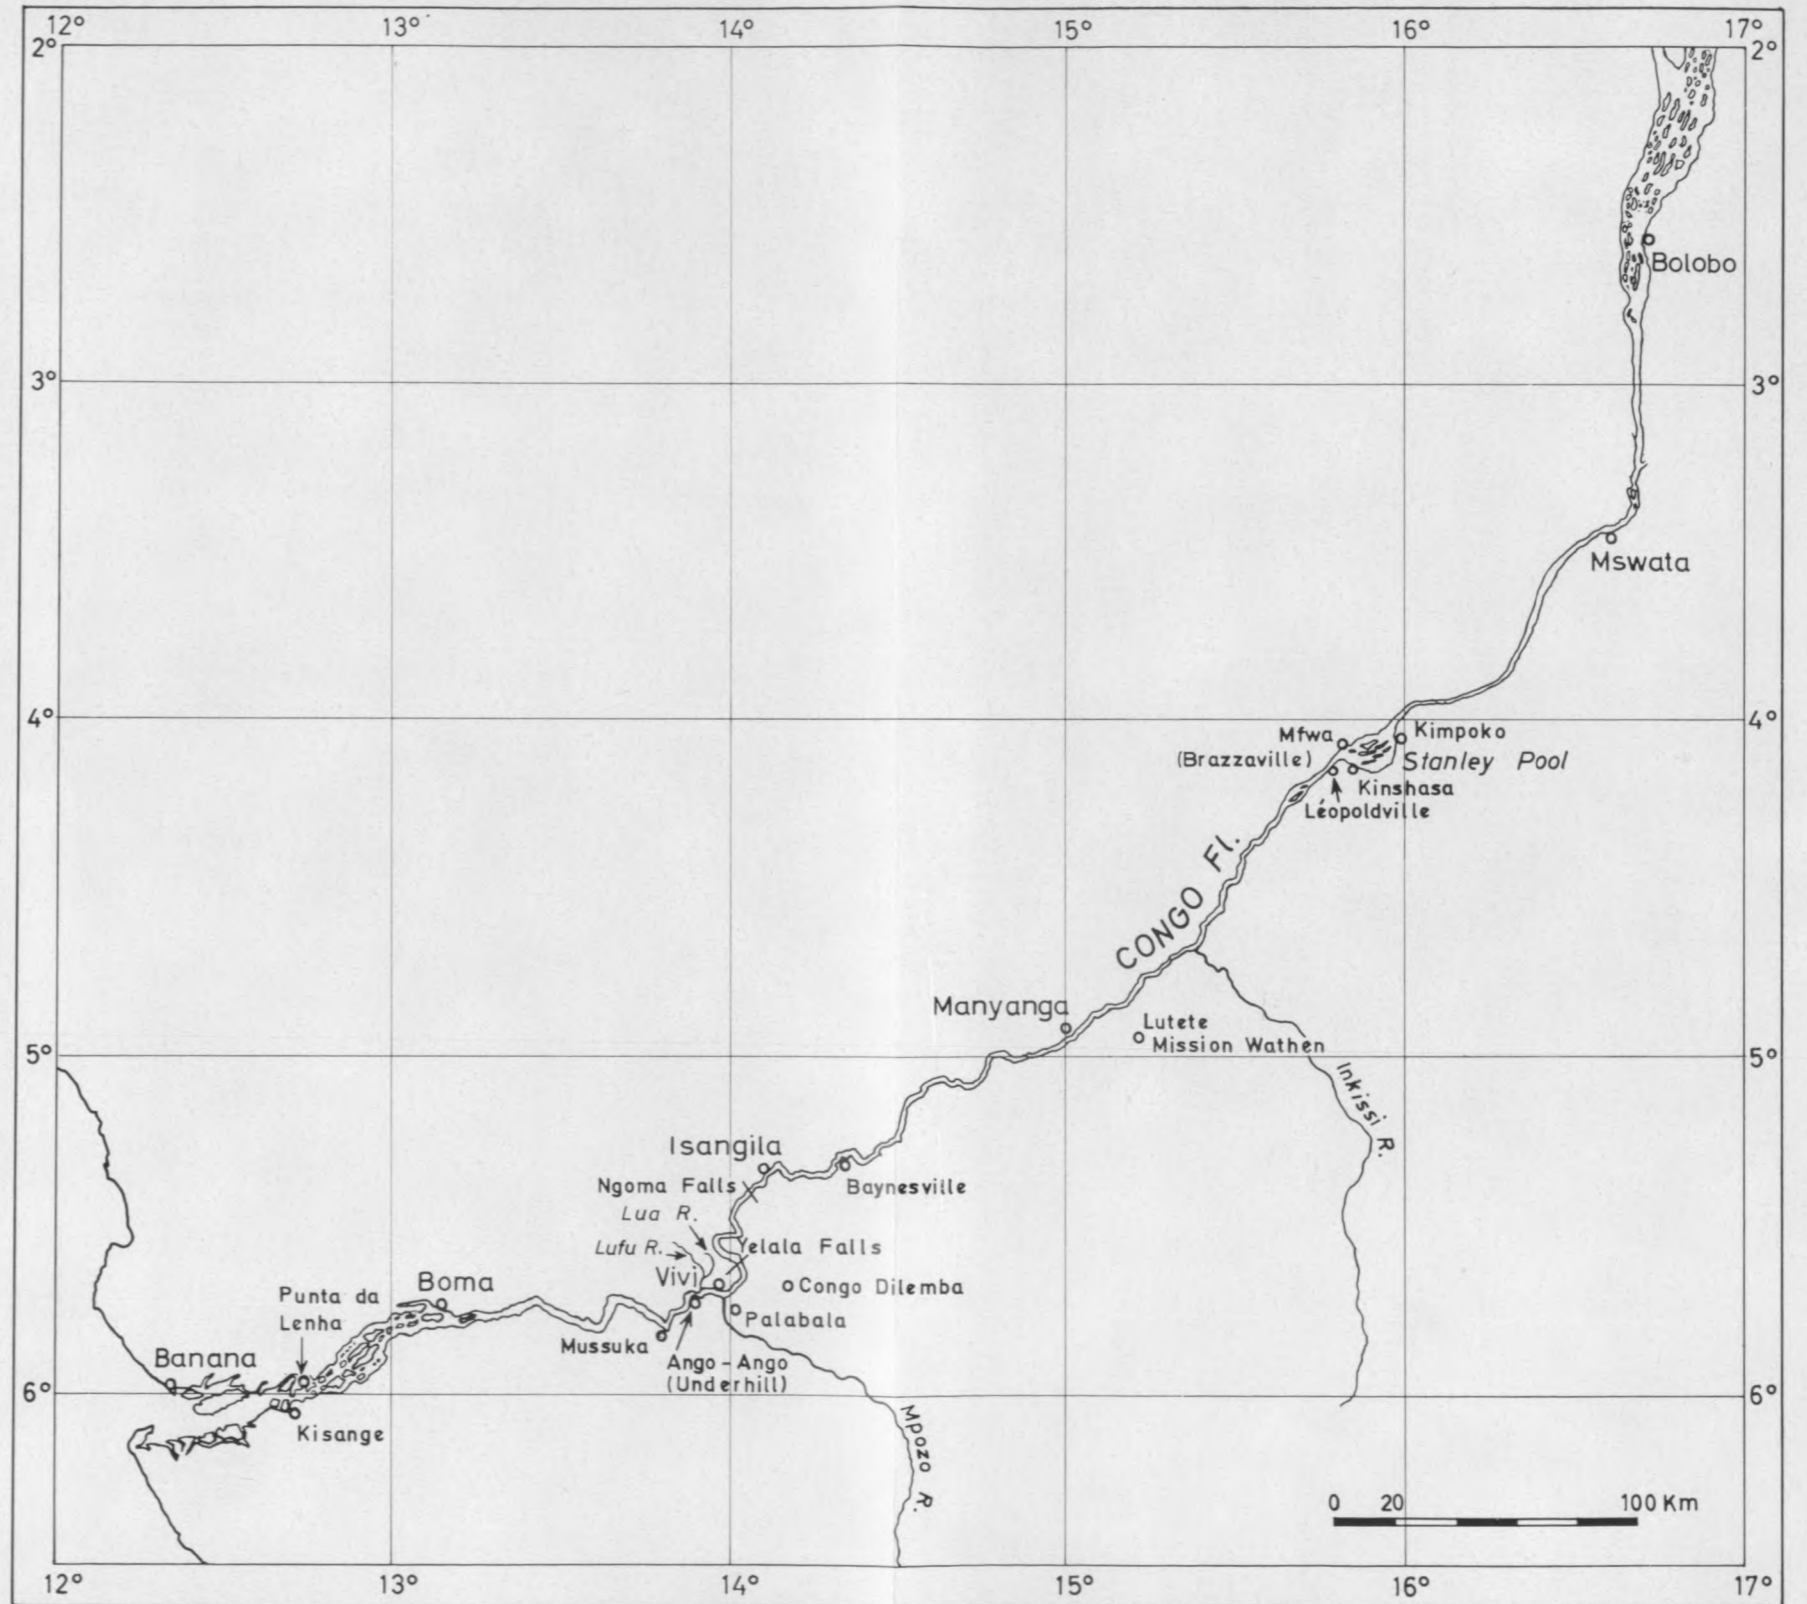 12° 13° 14° 15° 16° 17°
2° 2°
Bolobo
3° 3°
Mswata
4° 4°
Mfwa Kimpoko
(Brazzaville) Stanley Pool
Kinshasa
Léopoldville
CONGO Fl.
Manyanga
Lutete
Mission Wathen
5° 5°
Inkissi R.
Isangila
Ngoma Falls Baynesville
Lua R.
Lufu R. Yelala Falls
Vivi
Boma Congo Dilemba
Punta da
Lenha
Palabala
Mussuka
Banana Ango-Ango
(Underhill)
6° 6°
Kisange
Mpozo R.
0 20 100 Km
12° 13° 14° 15° 16° 17°